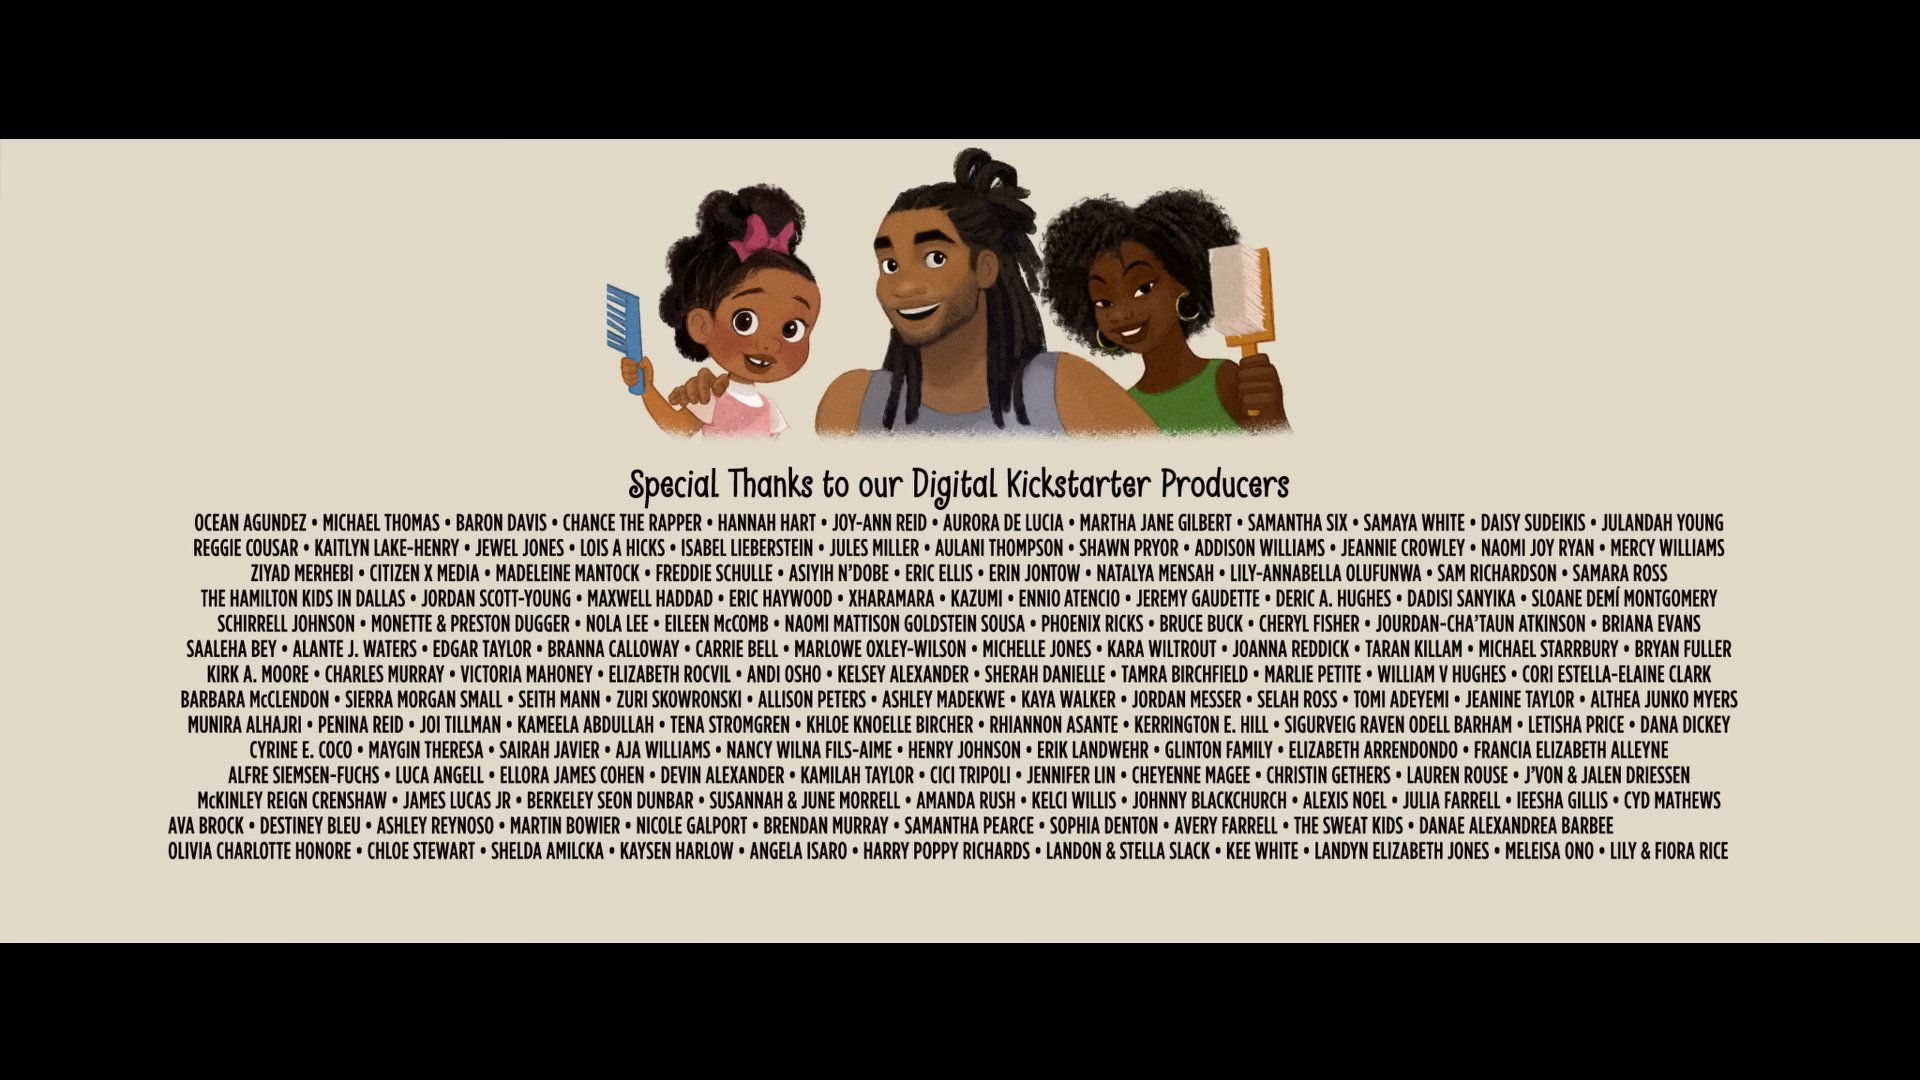 Special Thanks to our Digital Kickstarter Producers
OCEAN AGUNDEZ • MICHAEL THOMAS • BARON DAVIS • CHANCE THE RAPPER • HANNAH HART • JOY-ANN REID • AURORA DE LUCIA • MARTHA JANE GILBERT • SAMANTHA SIX • SAMAYA WHITE • DAISY SUDEIKIS • JULANDAH YOUNG
REGGIE COUSAR • KAITLYN LAKE-HENRY • JEWEL JONES • LOIS A HICKS • ISABEL LIEBERSTEIN • JULES MILLER • AULANI THOMPSON • SHAWN PRYOR • ADDISON WILLIAMS • JEANNIE CROWLEY • NAOMI JOY RYAN • MERCY WILLIAMS
ZIYAD MERHEBI • CITIZEN X MEDIA • MADELEINE MANTOCK • FREDDIE SCHULLE • ASIYIH N'DOBE • ERIC ELLIS • ERIN JONTOW • NATALYA MENSAH • LILY-ANNABELLA OLUFUNWA • SAM RICHARDSON • SAMARA ROSS
THE HAMILTON KIDS IN DALLAS • JORDAN SCOTT-YOUNG • MAXWELL HADDAD • ERIC HAYWOOD • XHARAMARA • KAZUMI • ENNIO ATENCIO • JEREMY GAUDETTE • DERIC A. HUGHES • DADISI SANYIKA • SLOANE DEMÍ MONTGOMERY
SCHIRRELL JOHNSON • MONETTE & PRESTON DUGGER • NOLA LEE • EILEEN McCOMB • NAOMI MATTISON GOLDSTEIN SOUSA • PHOENIX RICKS • BRUCE BUCK • CHERYL FISHER • JOURDAN-CHA'TAUN ATKINSON • BRIANA EVANS
SAALEHA BEY • ALANTE J. WATERS • EDGAR TAYLOR • BRANNA CALLOWAY • CARRIE BELL • MARLOWE OXLEY-WILSON • MICHELLE JONES • KARA WILTROUT • JOANNA REDDICK • TARAN KILLAM • MICHAEL STARRBURY • BRYAN FULLER
KIRK A. MOORE • CHARLES MURRAY • VICTORIA MAHONEY • ELIZABETH ROCVIL • ANDI OSHO • KELSEY ALEXANDER • SHERAH DANIELLE • TAMRA BIRCHFIELD • MARLIE PETITE • WILLIAM V HUGHES • CORI ESTELLA-ELAINE CLARK
BARBARA McCLENDON • SIERRA MORGAN SMALL • SEITH MANN • ZURI SKOWRONSKI • ALLISON PETERS • ASHLEY MADEKWE • KAYA WALKER • JORDAN MESSER • SELAH ROSS • TOMI ADEYEMI • JEANINE TAYLOR • ALTHEA JUNKO MYERS
MUNIRA ALHAJRI • PENINA REID • JOI TILLMAN • KAMEELA ABDULLAH • TENA STROMGREN • KHLOE KNOELLE BIRCHER • RHIANNON ASANTE • KERRINGTON E. HILL • SIGURVEIG RAVEN ODELL BARHAM • LETISHA PRICE • DANA DICKEY
CYRINE E. COCO • MAYGIN THERESA • SAIRAH JAVIER • AJA WILLIAMS • NANCY WILNA FILS-AIME • HENRY JOHNSON • ERIK LANDWEHR • GLINTON FAMILY • ELIZABETH ARRENDONDO • FRANCIA ELIZABETH ALLEYNE
ALFRE SIEMSEN-FUCHS • LUCA ANGELL • ELLORA JAMES COHEN • DEVIN ALEXANDER • KAMILAH TAYLOR • CICI TRIPOLI • JENNIFER LIN • CHEYENNE MAGEE • CHRISTIN GETHERS • LAUREN ROUSE • J'VON & JALEN DRIESSEN
McKINLEY REIGN CRENSHAW • JAMES LUCAS JR • BERKELEY SEON DUNBAR • SUSANNAH & JUNE MORRELL • AMANDA RUSH • KELCI WILLIS • JOHNNY BLACKCHURCH • ALEXIS NOEL • JULIA FARRELL • IEESHA GILLIS • CYD MATHEWS
AVA BROCK • DESTINEY BLEU • ASHLEY REYNOSO • MARTIN BOWIER • NICOLE GALPORT • BRENDAN MURRAY • SAMANTHA PEARCE • SOPHIA DENTON • AVERY FARRELL • THE SWEAT KIDS • DANAE ALEXANDREA BARBEE
OLIVIA CHARLOTTE HONORE • CHLOE STEWART • SHELDA AMILCKA • KAYSEN HARLOW • ANGELA ISARO • HARRY POPPY RICHARDS • LANDON & STELLA SLACK • KEE WHITE • LANDYN ELIZABETH JONES • MELEISA ONO • LILY & FIORA RICE